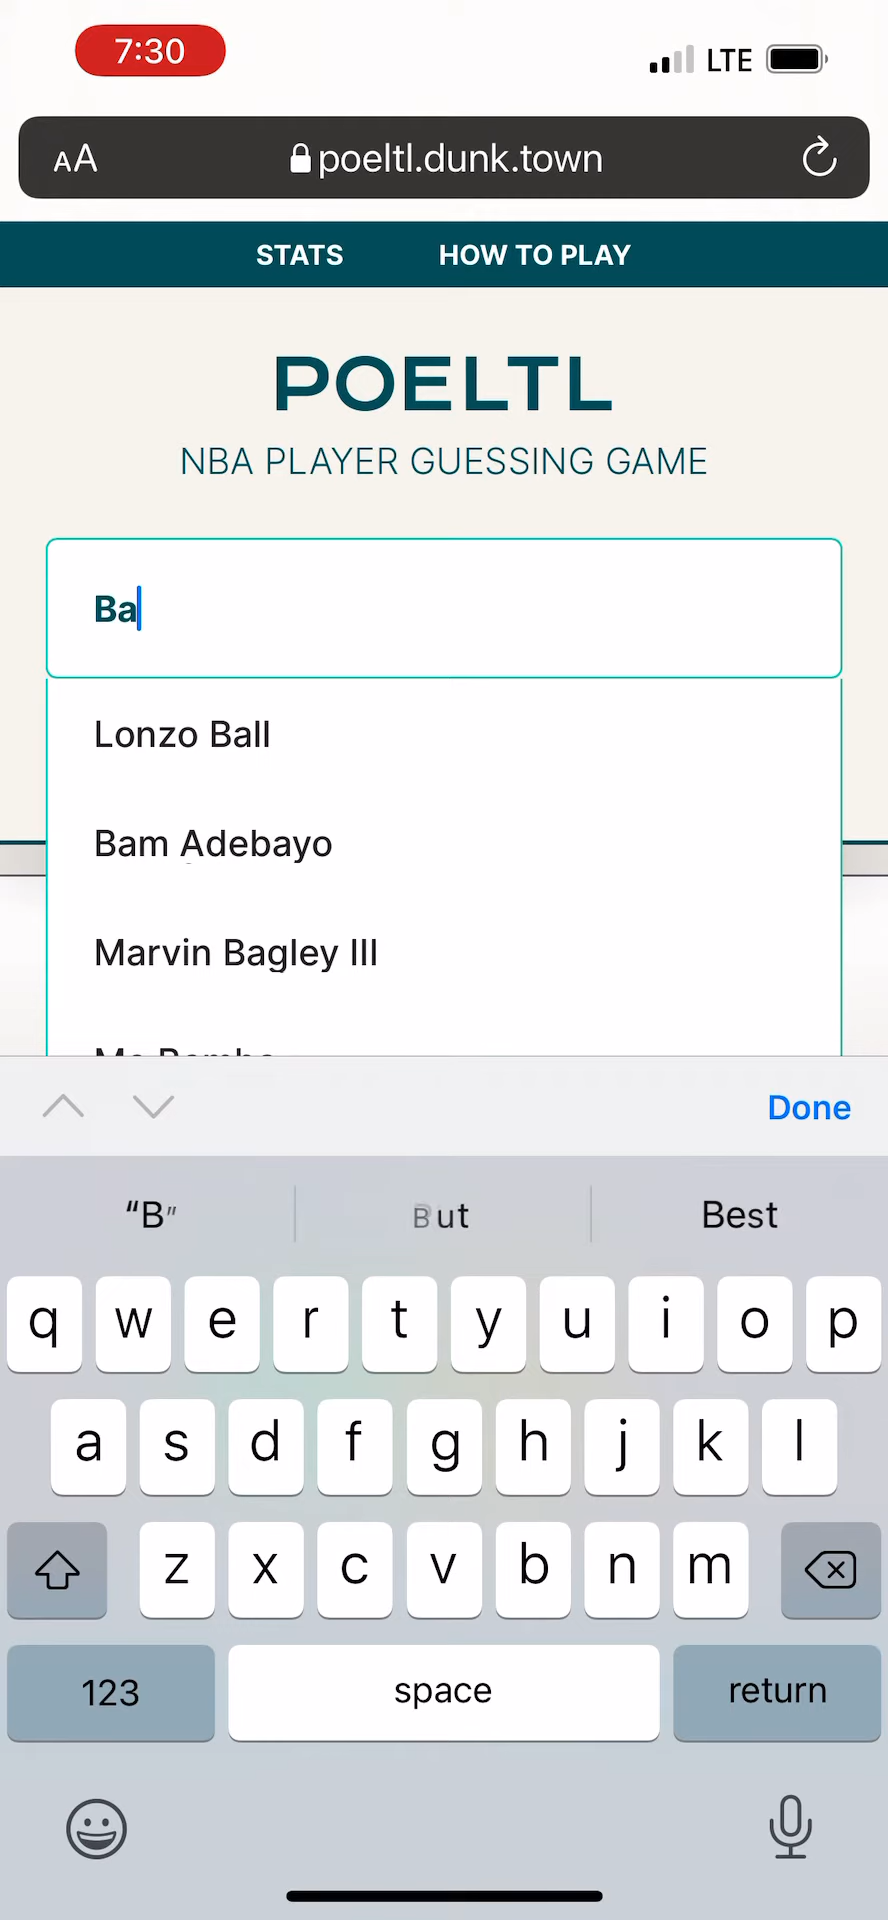 7:30
LTE
AA
poeltl.dunk.town
STATS
HOW TO PLAY
POELTL
NBA PLAYER GUESSING GAME
Ba
Lonzo Ball
Bam Adebayo
Marvin Bagley III
Done
“B”
But
Best
q w e r t y u i o p
a s d f g h j k l
z x c v b n m
123
space
return